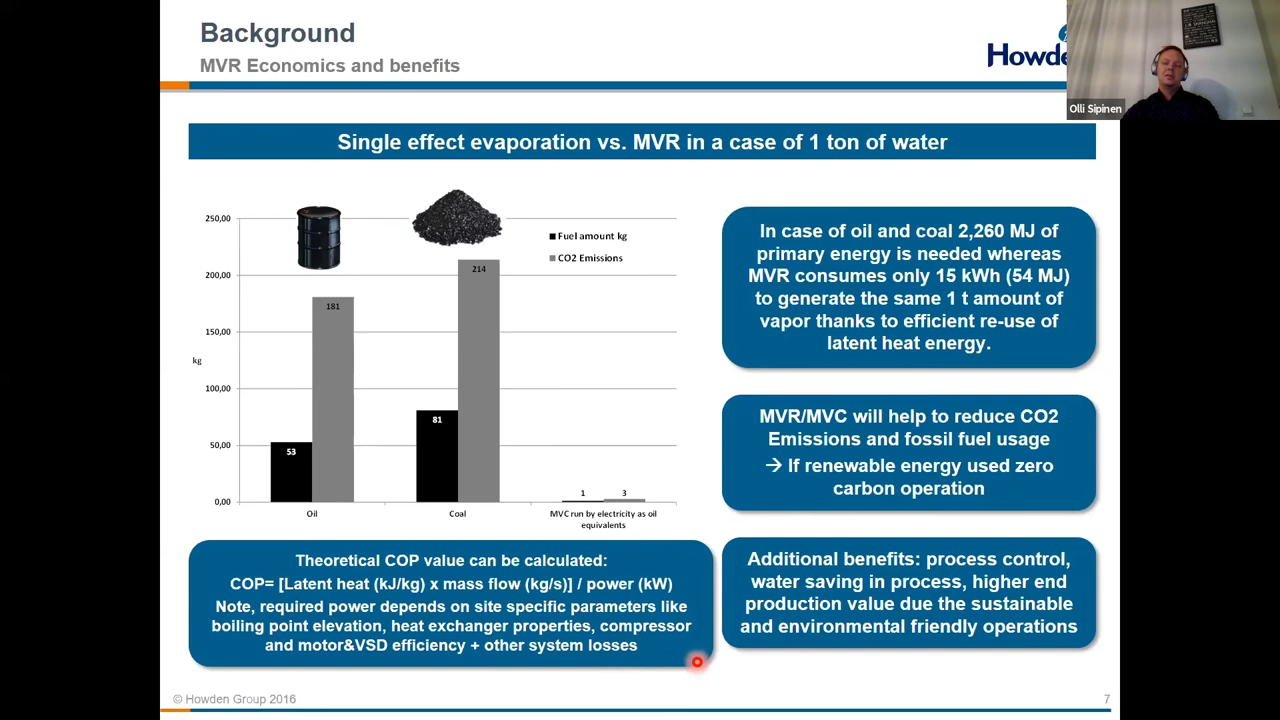 Background
MVR Economics and benefits
Howden
Olli Sipinen
Single effect evaporation vs. MVR in a case of 1 ton of water
250,00
200,00
150,00
100,00
50,00
0,00
kg
Fuel amount kg
CO2 Emissions
53
181
81
214
1
3
Oil
Coal
MVC run by electricity as oil
equivalents
In case of oil and coal 2,260 MJ of
primary energy is needed whereas
MVR consumes only 15 kWh (54 MJ)
to generate the same 1 t amount of
vapor thanks to efficient re-use of
latent heat energy.
MVR/MVC will help to reduce CO2
Emissions and fossil fuel usage
→ If renewable energy used zero
carbon operation
Theoretical COP value can be calculated:
COP= [Latent heat (kJ/kg) x mass flow (kg/s)] / power (kW)
Note, required power depends on site specific parameters like
boiling point elevation, heat exchanger properties, compressor
and motor&VSD efficiency + other system losses
Additional benefits: process control,
water saving in process, higher end
production value due the sustainable
and environmental friendly operations
© Howden Group 2016
7